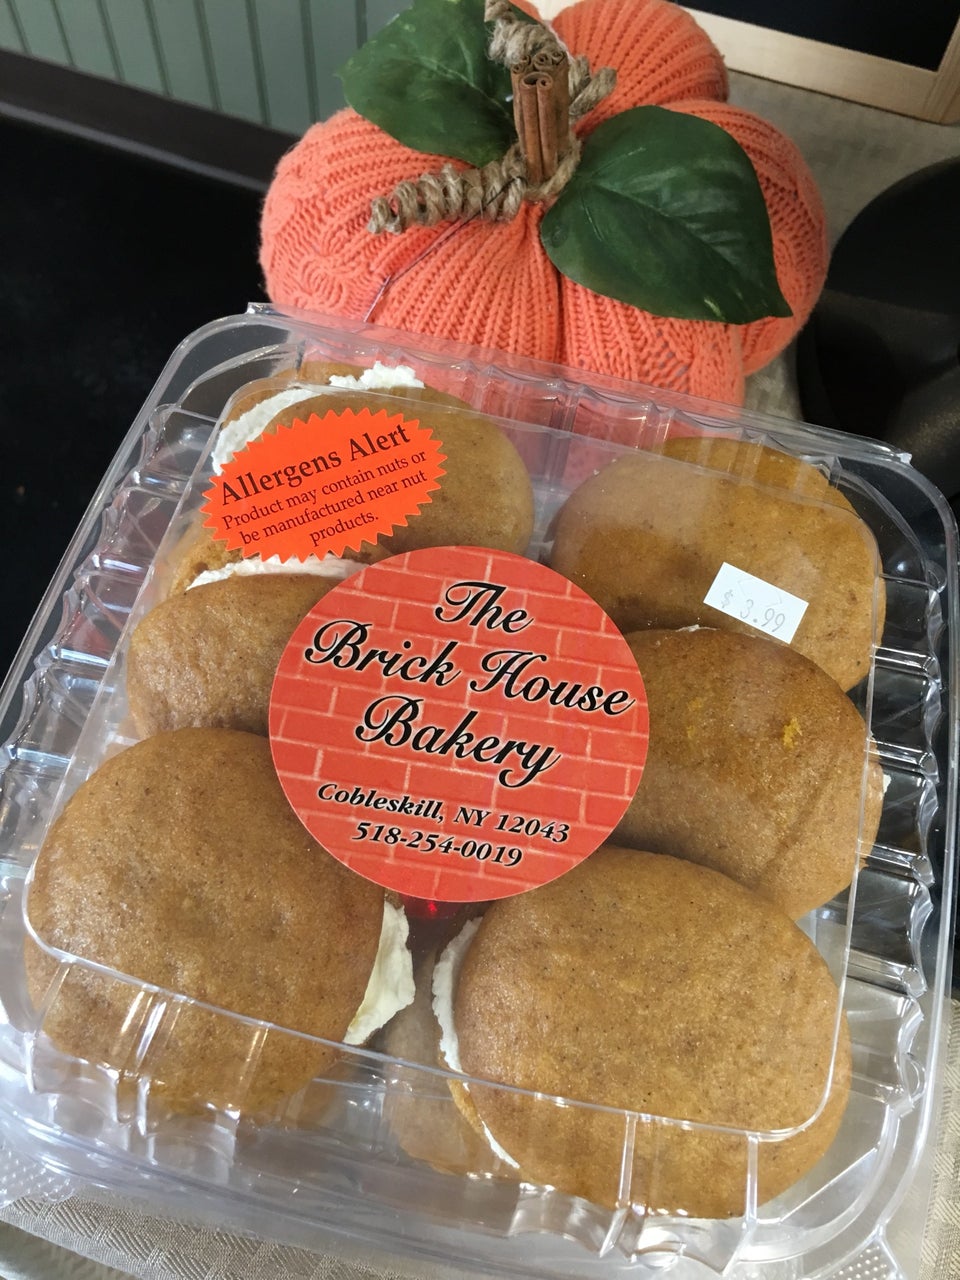 Allergens Alert
Product may contain nuts or
be manufactured near nut
products.
$ 3.99
The
Brick House
Bakery
Cobleskill, NY 12043
518-254-0019